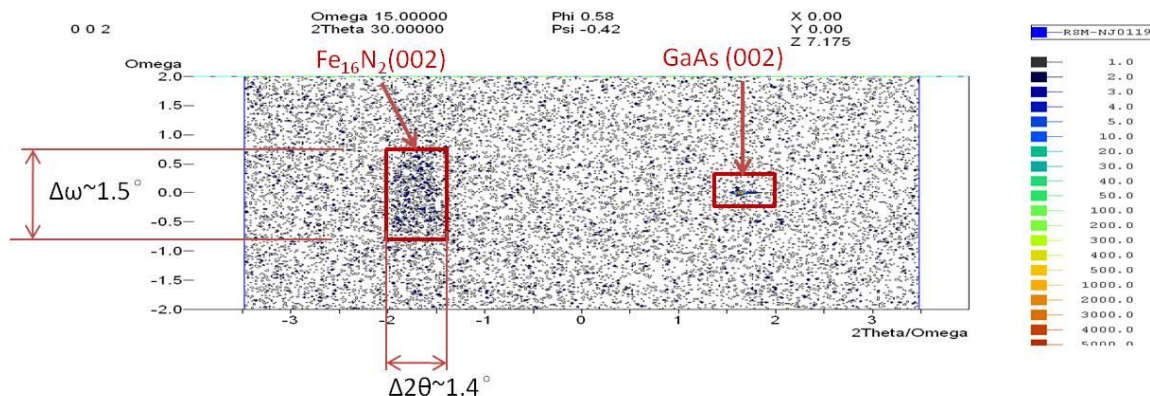 0 0 2
Omega 15.00000
2Theta 30.00000
Phi 0.58
Psi -0.42
X 0.00
Y 0.00
Z 7.175
RSM-NJ0119
Fe₁₆N₂(002)
GaAs (002)
Omega
2.0
1.5
1.0
0.5
0.0
-0.5
-1.0
-1.5
-2.0
Δω~1.5°
-3
-2
-1
0
1
2
3
2Theta/Omega
Δ2θ~1.4°
1.0
2.0
3.0
4.0
5.0
10.0
20.0
30.0
40.0
50.0
100.0
200.0
300.0
400.0
500.0
1000.0
2000.0
3000.0
4000.0
5000.0